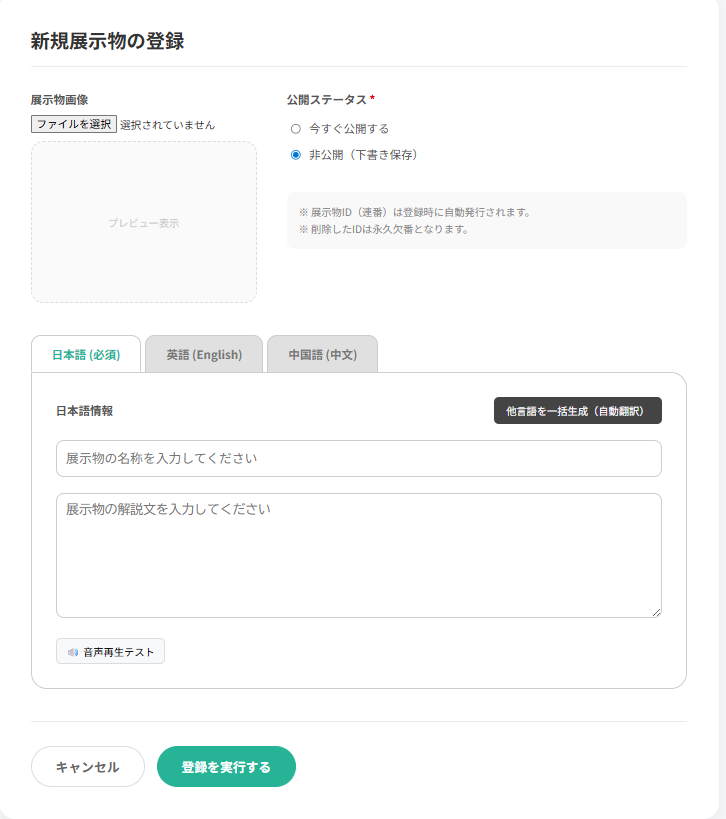 新規展示物の登録
展示物画像
ファイルを選択 選択されていません
プレビュー表示
公開ステータス *
今すぐ公開する
非公開（下書き保存）
※ 展示物ID（連番）は登録時に自動発行されます。
※ 削除したIDは永久欠番となります。
日本語 (必須)
英語 (English)
中国語 (中文)
日本語情報
他言語を一括生成（自動翻訳）
展示物の名称を入力してください
展示物の解説文を入力してください
音声再生テスト
キャンセル
登録を実行する